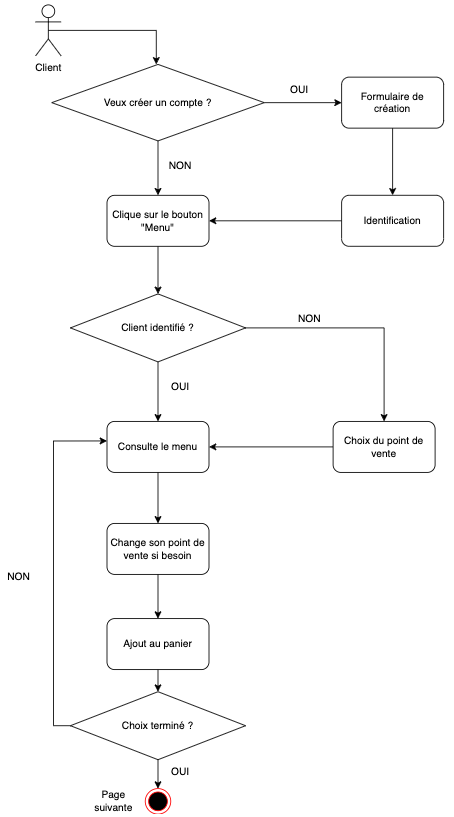 Client
Veux créer un compte ?
OUI
Formulaire de
création
NON
Clique sur le bouton
"Menu"
Identification
Client identifié ?
NON
OUI
Consulte le menu
Choix du point de
vente
Change son point de
vente si besoin
NON
Ajout au panier
Choix terminé ?
OUI
Page
suivante